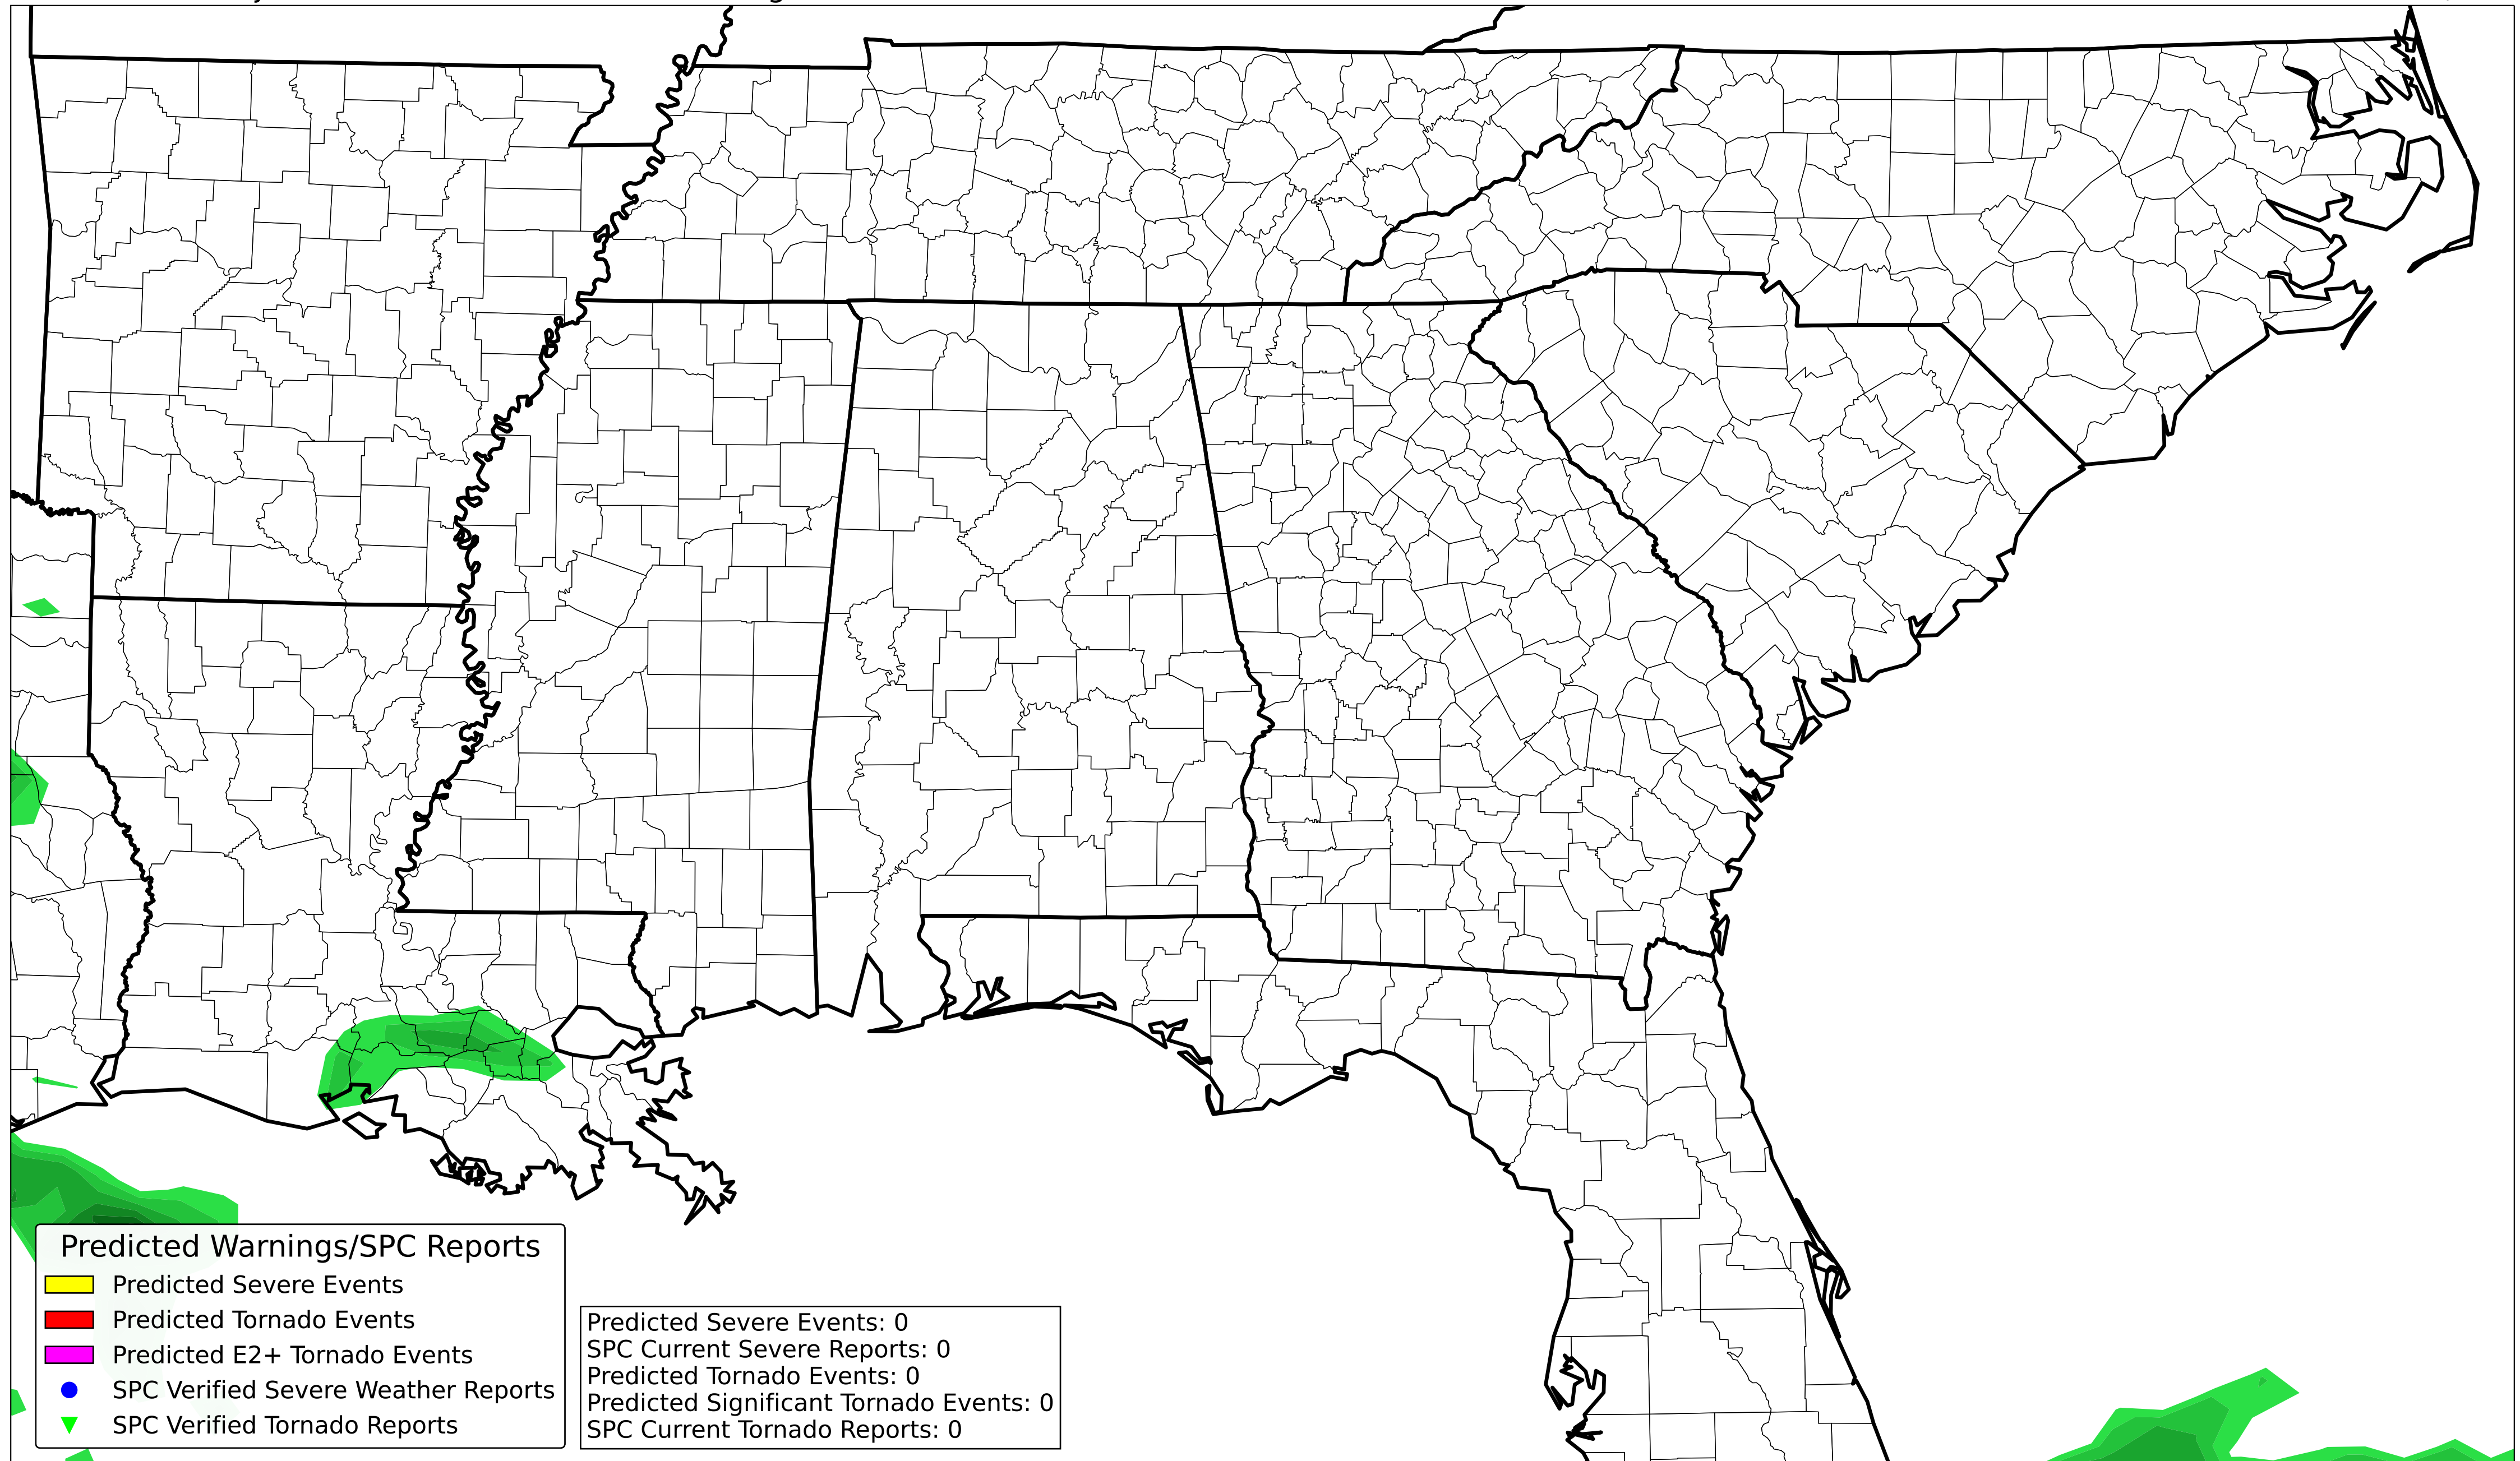 Predicted Warnings/SPC Reports
Predicted Severe Events
Predicted Tornado Events
Predicted E2+ Tornado Events
SPC Verified Severe Weather Reports
SPC Verified Tornado Reports
Predicted Severe Events: 0
SPC Current Severe Reports: 0
Predicted Tornado Events: 0
Predicted Significant Tornado Events: 0
SPC Current Tornado Reports: 0